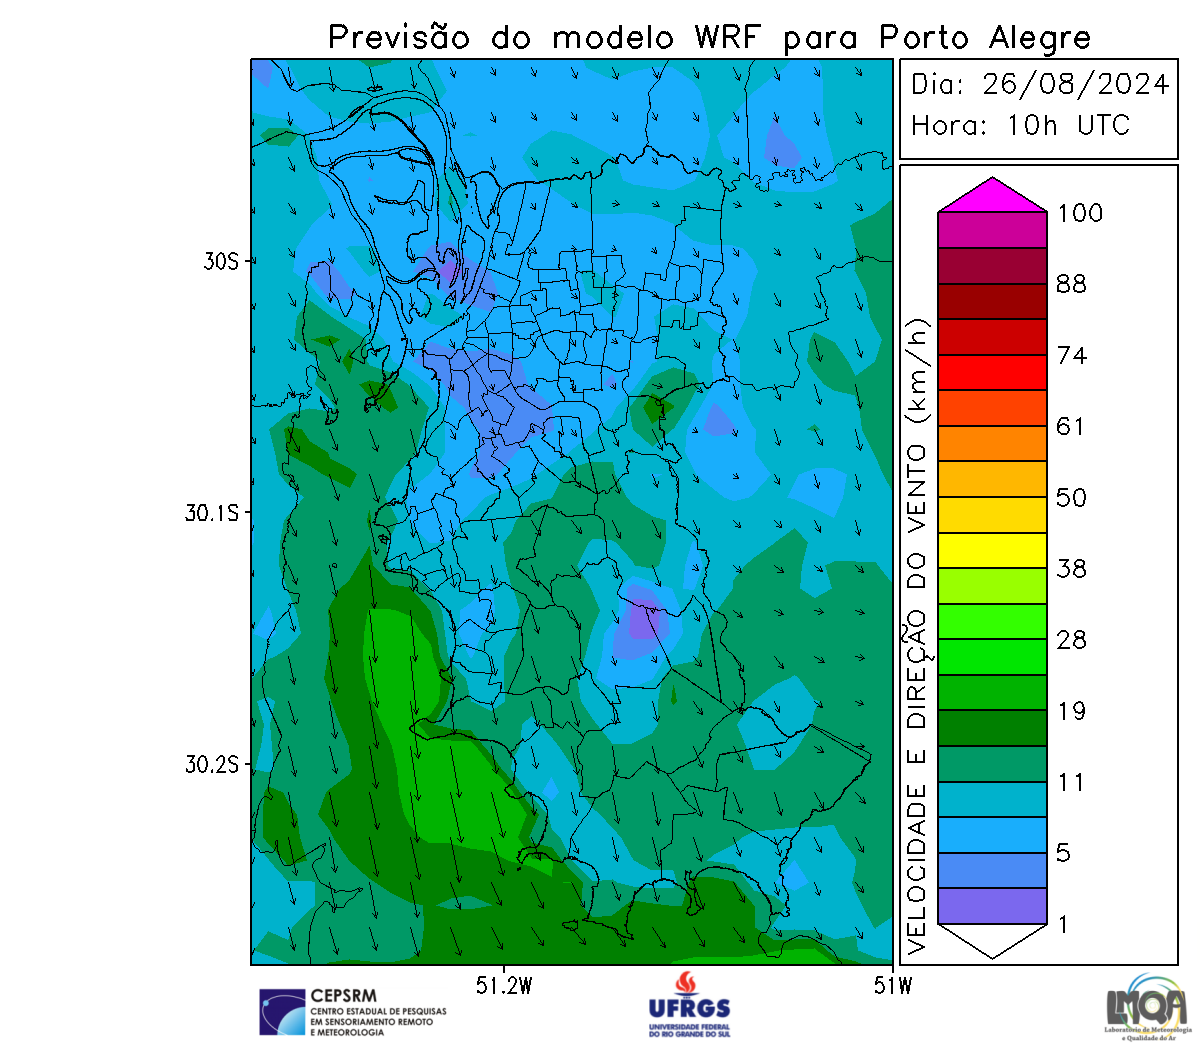 Previsão do modelo WRF para Porto Alegre
Dia: 26/08/2024
Hora: 10h UTC
100
88
74
61
50
38
28
19
11
5
1
VELOCIDADE E DIREÇÃO DO VENTO (km/h)
30S
30.1S
30.2S
51.2W
51W
CEPSRM
CENTRO ESTADUAL DE PESQUISAS
EM SENSORIAMENTO REMOTO
E METEOROLOGIA
UFRGS
UNIVERSIDADE FEDERAL
DO RIO GRANDE DO SUL
LMQA
Laboratório de Meteorologia
e Qualidade do Ar